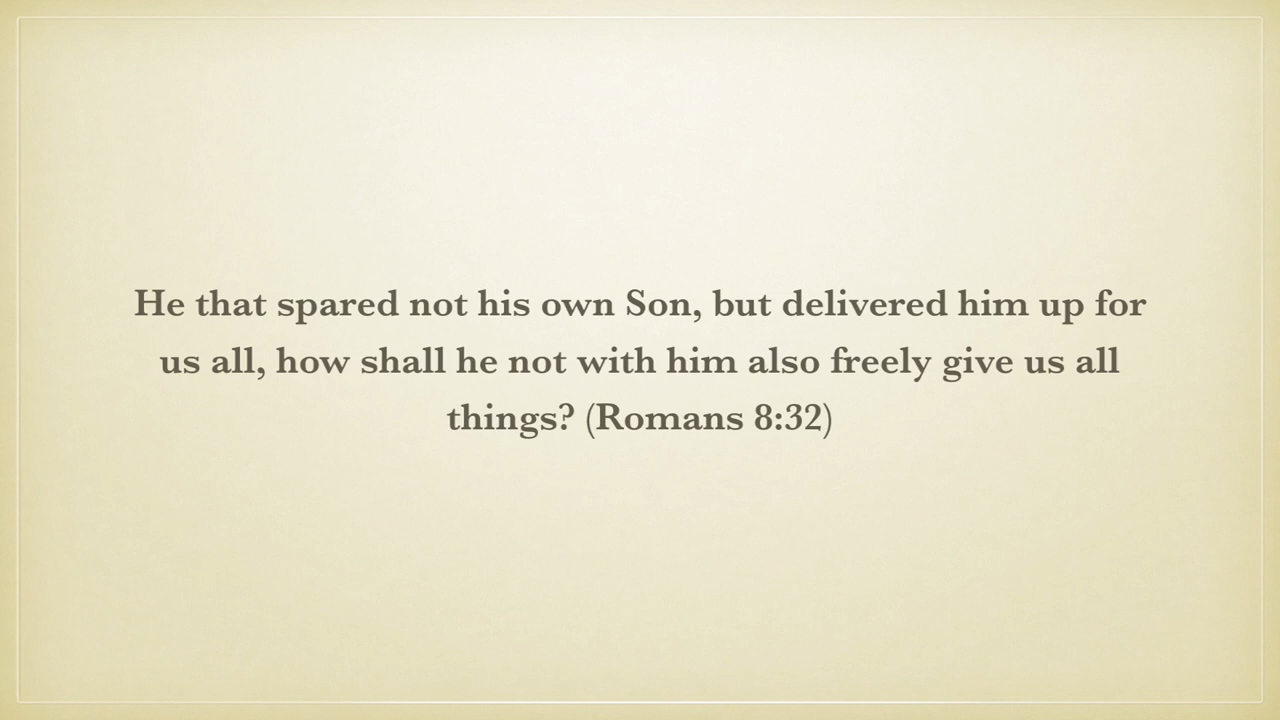 He that spared not his own Son, but delivered him up for
us all, how shall he not with him also freely give us all
things? (Romans 8:32)